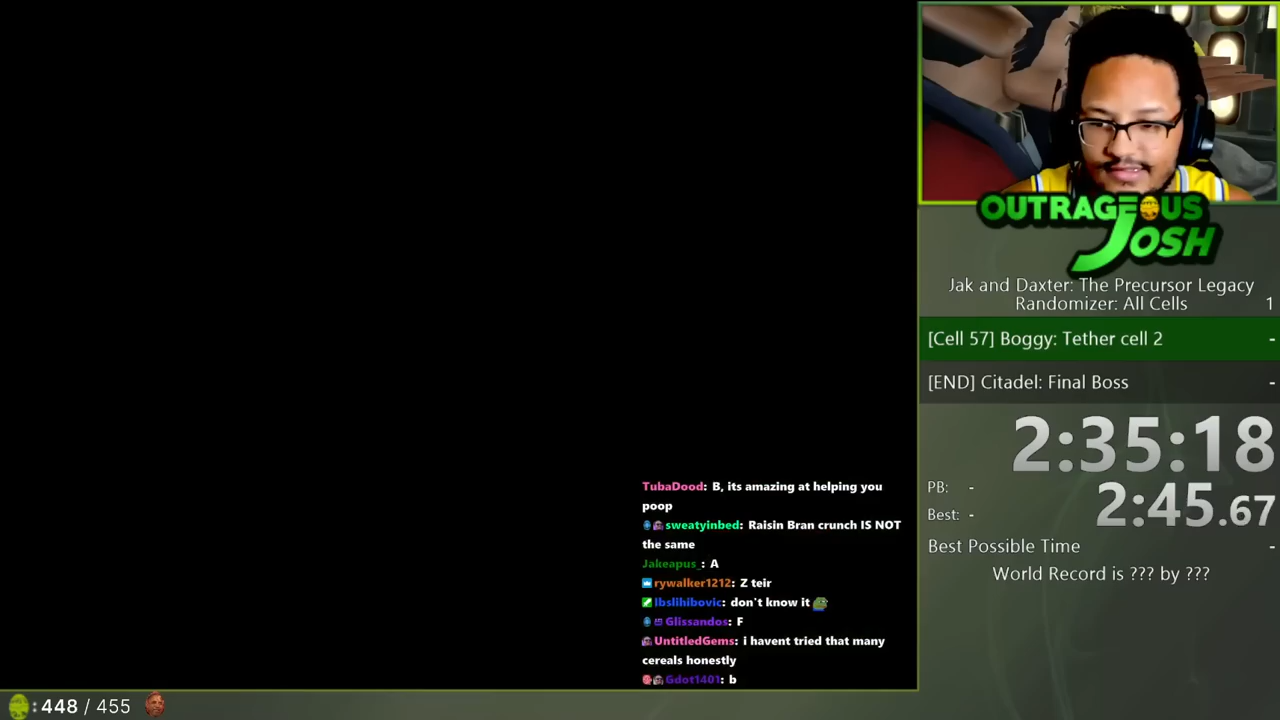 OUTRAGEOUS
JOSH
Jak and Daxter: The Precursor Legacy
Randomizer: All Cells 1
[Cell 57] Boggy: Tether cell 2 -
[END] Citadel: Final Boss -
2:35:18
PB: -
2:45.67
Best: -
Best Possible Time -
World Record is ??? by ???
TubaDood: B, its amazing at helping you
poop
sweatyinbed: Raisin Bran crunch IS NOT
the same
Jakeapus_: A
rywalker1212: Z teir
lbslihibovic: don't know it
Glissandos: F
UntitledGems: i havent tried that many
cereals honestly
Gdot1401: b
: 448 / 455